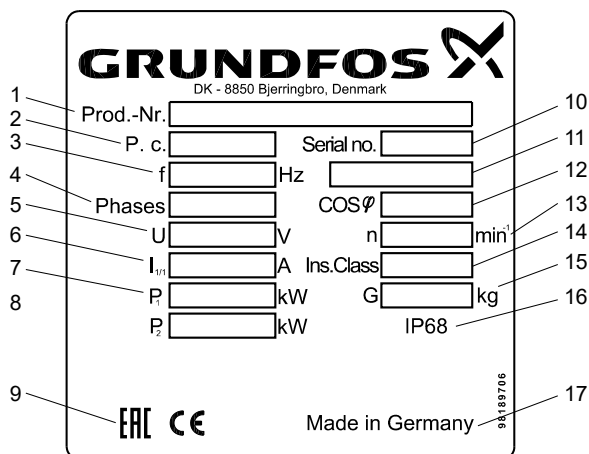 GRUNDFOS
DK - 8850 Bjerringbro, Denmark
1 Prod.-Nr.
2 P. c. Serial no. 10
3 f Hz 11
4 Phases COSφ 12
5 U V n min⁻¹ 13
6 I₁/₁ A Ins.Class 14
7 P₁ kW G kg 15
8 P₂ kW IP68 16
9 EAC CE Made in Germany 17
98189706